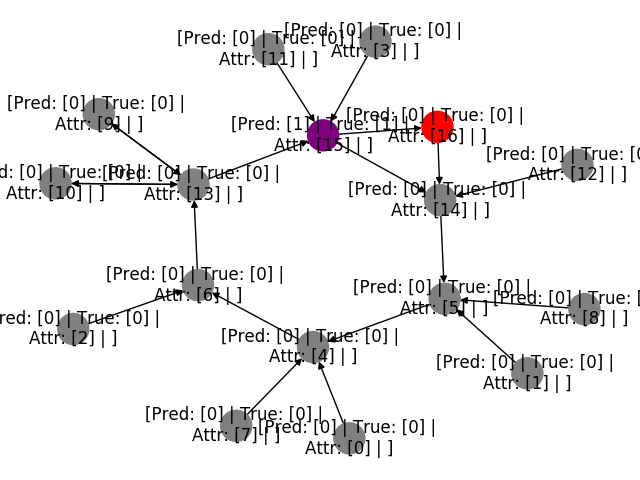 [Pred: [0] | True: [0] |
Attr: [11] | ]
[Pred: [0] | True: [0] |
Attr: [3] | ]
[Pred: [0] | True: [0] |
Attr: [9] | ]
[Pred: [1] | True: [1] |
Attr: [15] | ]
[Pred: [0] | True: [0] |
Attr: [16] | ]
[Pred: [0] | True: [0
Attr: [12] | ]
ed: [0] | True: [0] |
Attr: [10] | ]
[Pred: [0] | True: [0] |
Attr: [13] | ]
[Pred: [0] | True: [0] |
Attr: [14] | ]
[Pred: [0] | True: [0] |
Attr: [6] | ]
[Pred: [0] | True: [0] |
Attr: [5] | ]
[Pred: [0] | True: [
Attr: [8] | ]
red: [0] | True: [0] |
Attr: [2] | ]
[Pred: [0] | True: [0] |
Attr: [4] | ]
[Pred: [0] | True: [0] |
Attr: [1] | ]
[Pred: [0] | True: [0] |
Attr: [7] | ]
[Pred: [0] | True: [0] |
Attr: [0] | ]